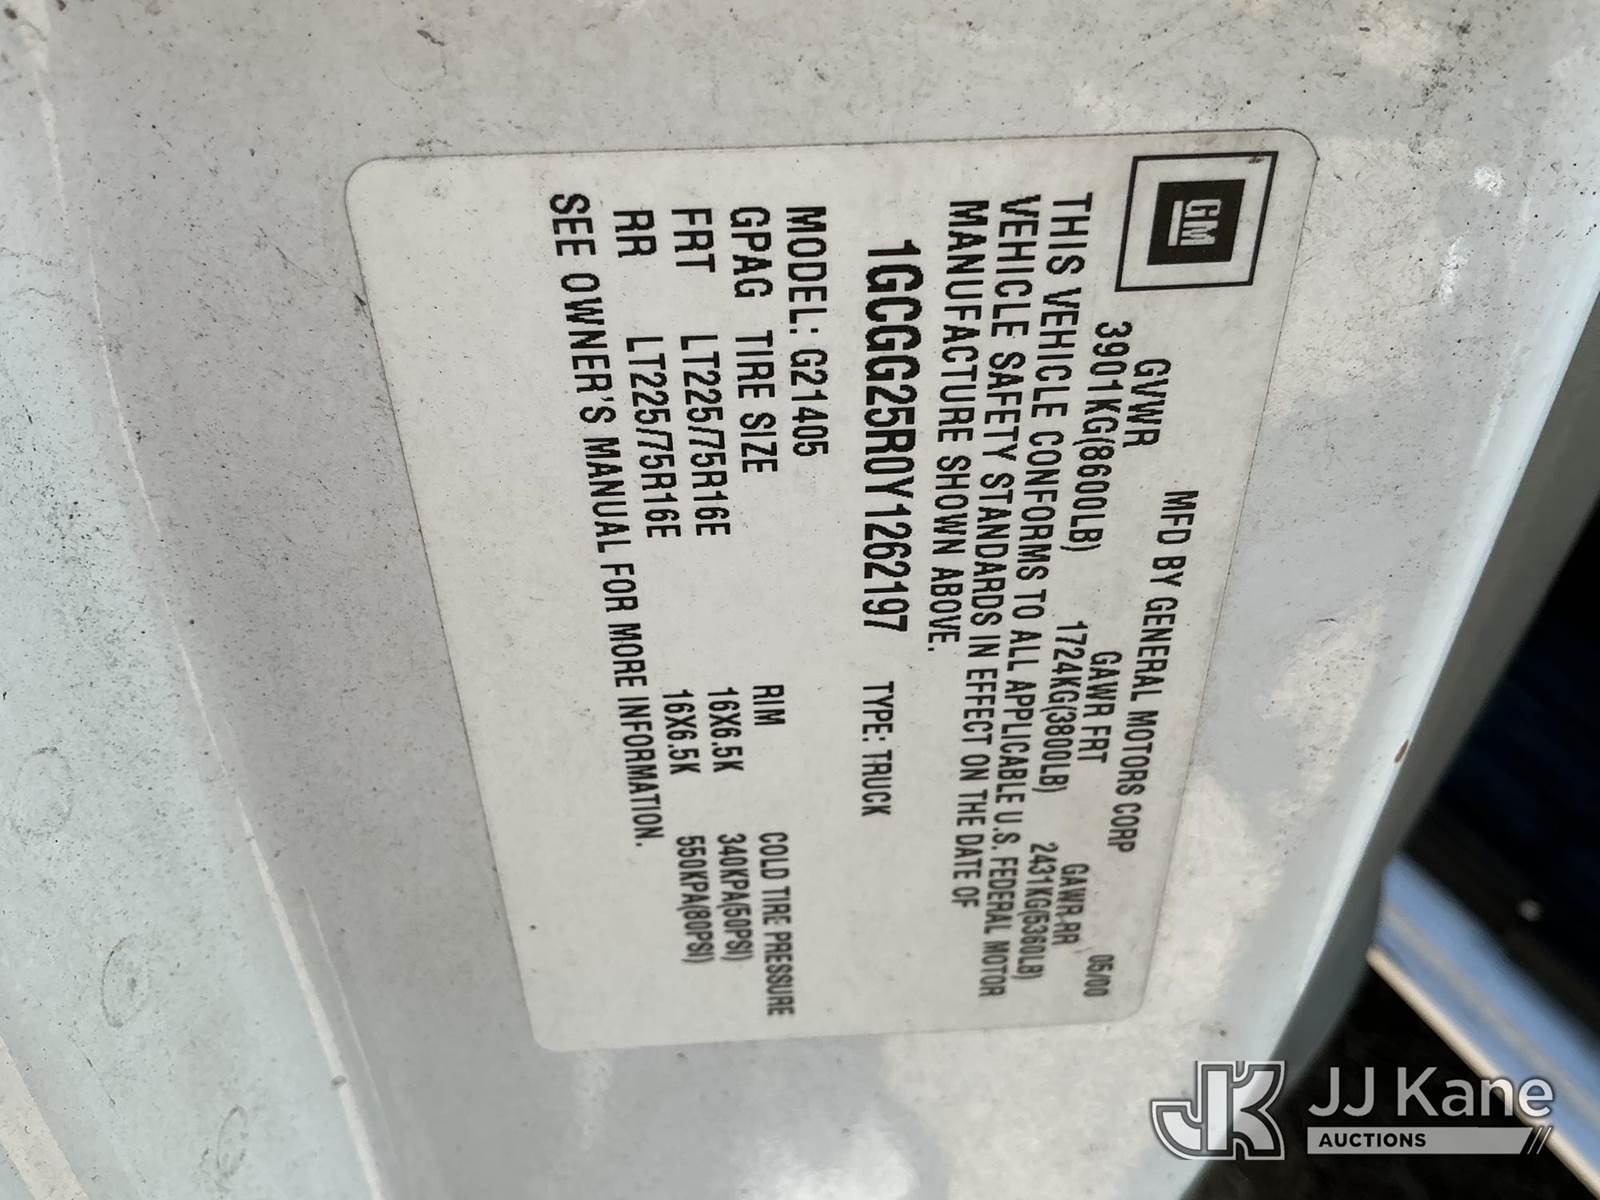 GM
MFD BY GENERAL MOTORS CORP 05/00
GVWR GAWR FRT GAWR RR
3901KG(8600LB) 1724KG(3800LB) 2431KG(5360LB)
THIS VEHICLE CONFORMS TO ALL APPLICABLE U.S. FEDERAL MOTOR
VEHICLE SAFETY STANDARDS IN EFFECT ON THE DATE OF
MANUFACTURE SHOWN ABOVE.
1GCGG25R0Y1262197 TYPE: TRUCK
MODEL: G21405
GPAG TIRE SIZE RIM COLD TIRE PRESSURE
FRT LT225/75R16E 16X6.5K 340KPA(50PSI)
RR LT225/75R16E 16X6.5K 550KPA(80PSI)
SEE OWNER'S MANUAL FOR MORE INFORMATION.
JK JJ Kane
AUCTIONS